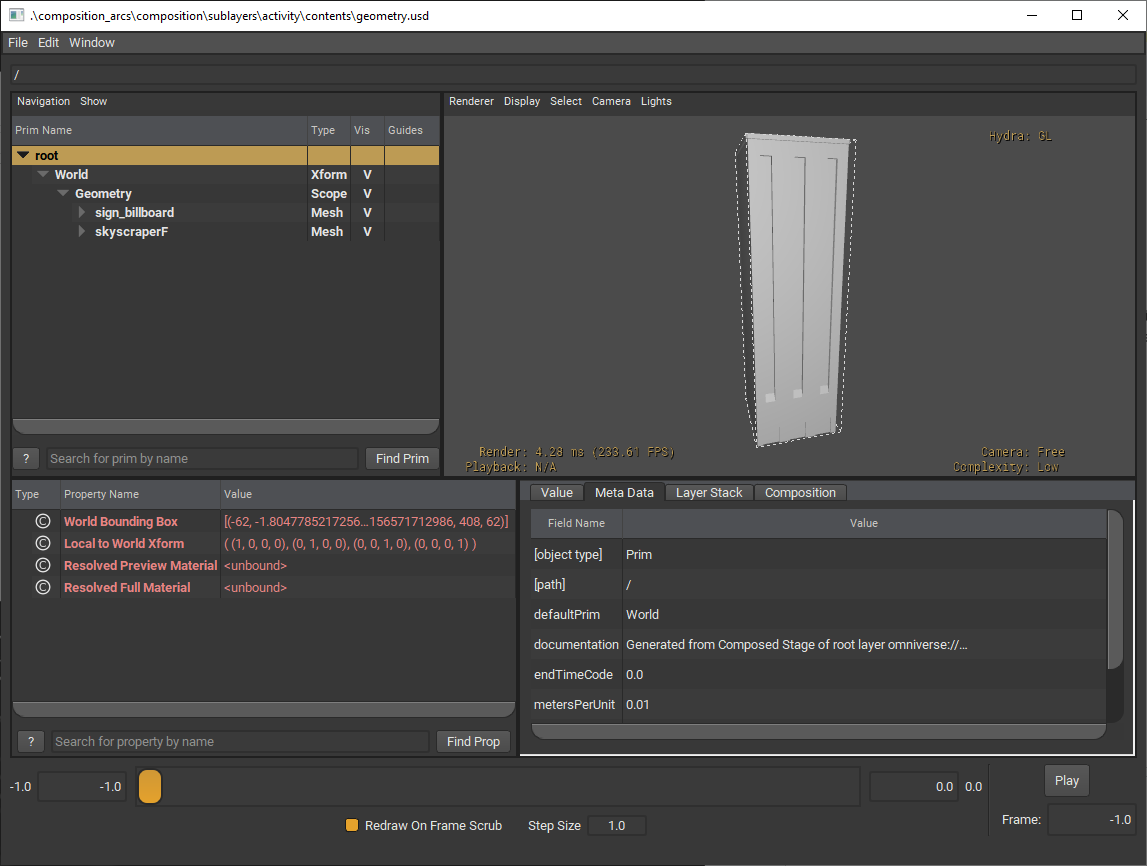 .\composition_arcs\composition\sublayers\activity\contents\geometry.usd
File Edit Window
/
Navigation Show
Prim Name Type Vis Guides
root
World Xform V
Geometry Scope V
sign_billboard Mesh V
skyscraperF Mesh V
? Search for prim by name Find Prim
Renderer Display Select Camera Lights
Hydra: GL
Render: 4.28 ms (233.61 FPS)
Playback: N/A
Camera: Free
Complexity: Low
Type Property Name Value
C World Bounding Box [(-62, -1.8047785217256...156571712986, 408, 62)]
C Local to World Xform ( (1, 0, 0, 0), (0, 1, 0, 0), (0, 0, 1, 0), (0, 0, 0, 1) )
C Resolved Preview Material <unbound>
C Resolved Full Material <unbound>
? Search for property by name Find Prop
Value Meta Data Layer Stack Composition
Field Name Value
[object type] Prim
[path] /
defaultPrim World
documentation Generated from Composed Stage of root layer omniverse://...
endTimeCode 0.0
metersPerUnit 0.01
-1.0 -1.0 0.0 0.0 Play
Redraw On Frame Scrub Step Size 1.0 Frame: -1.0